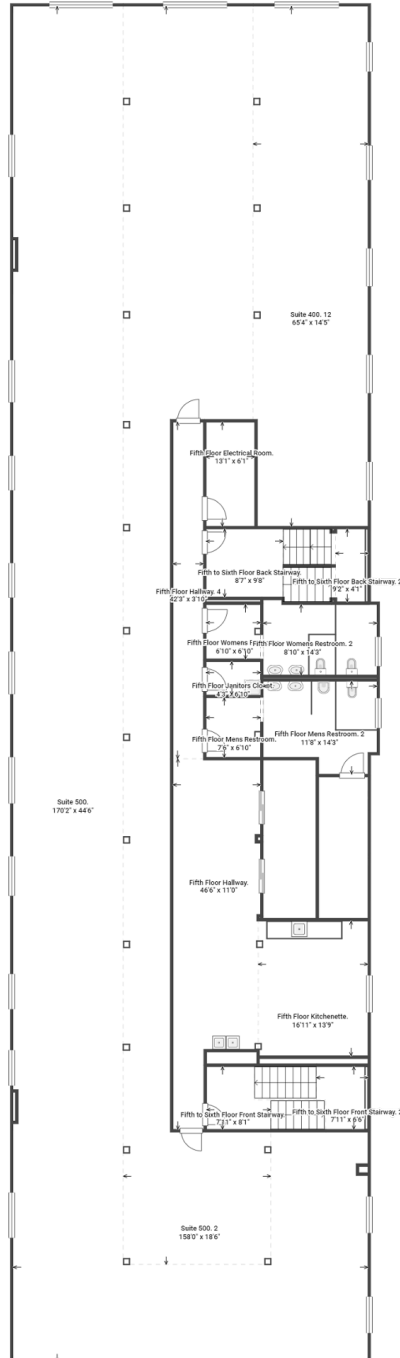 Suite 400. 12
65'4" x 14'5"
Fifth Floor Electrical Room.
13'1" x 6'1"
Fifth to Sixth Floor Back Stairway.
8'7" x 9'8"
Fifth to Sixth Floor Back Stairway. 2
9'2" x 4'1"
Fifth Floor Hallway. 4
42'3" x 3'10"
Fifth Floor Womens
6'10" x 6'10"
Fifth Floor Womens Restroom. 2
8'10" x 14'3"
Fifth Floor Janitors Closet.
x 6'10"
Fifth Floor Mens Restroom.
7'6" x 6'10"
Fifth Floor Mens Restroom. 2
11'8" x 14'3"
Suite 500.
170'2" x 44'6"
Fifth Floor Hallway.
46'6" x 11'0"
Fifth Floor Kitchenette.
16'11" x 13'9"
Fifth to Sixth Floor Front Stairway.
7'11" x 8'1"
Fifth to Sixth Floor Front Stairway. 2
7'11" x 6'6"
Suite 500. 2
158'0" x 18'6"